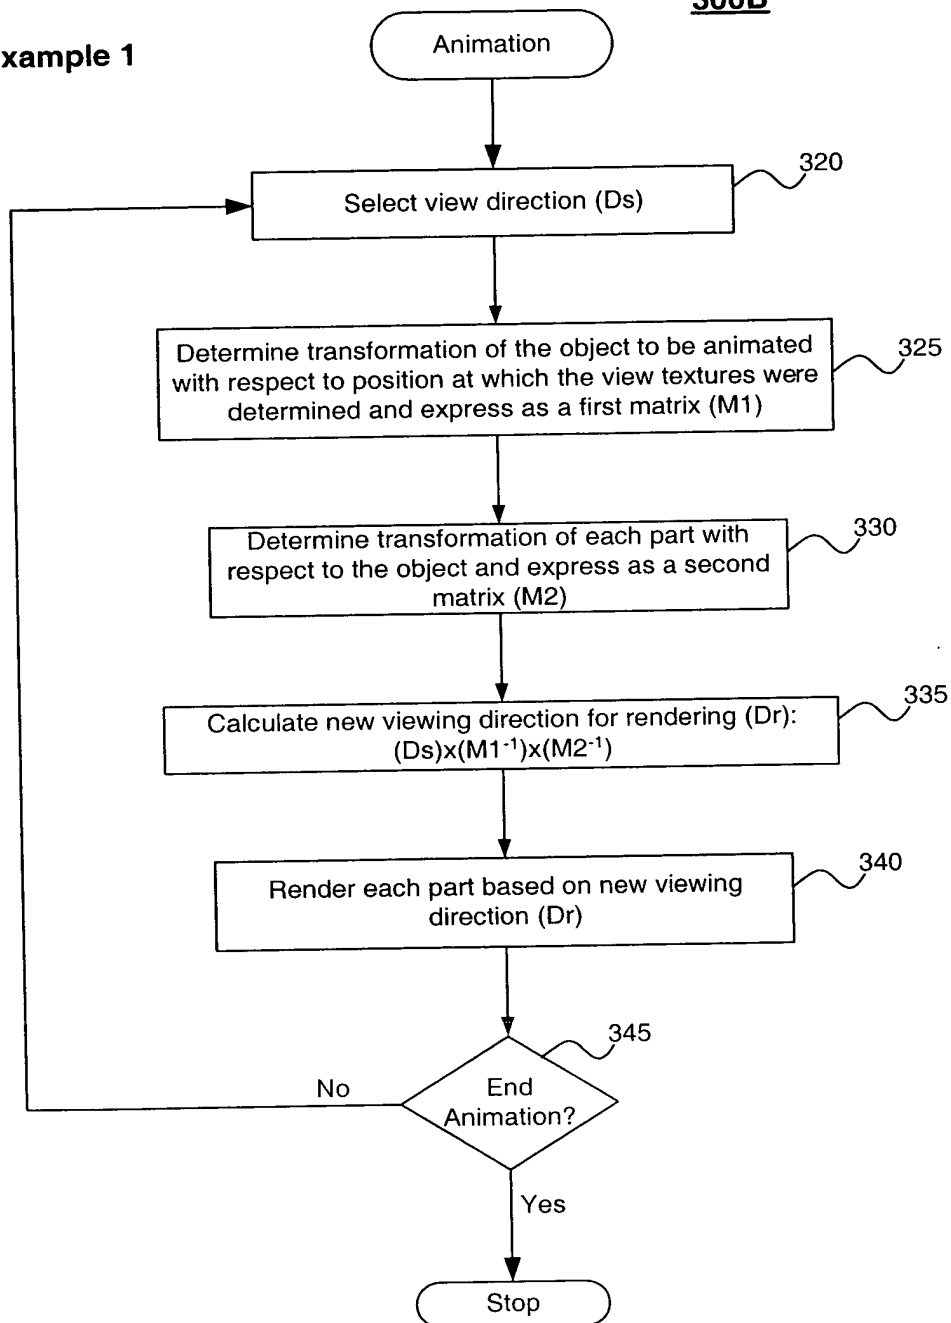 300B
xample 1
Animation
320
Select view direction (Ds)
325
Determine transformation of the object to be animated
with respect to position at which the view textures were
determined and express as a first matrix (M1)
330
Determine transformation of each part with
respect to the object and express as a second
matrix (M2)
335
Calculate new viewing direction for rendering (Dr):
(Ds)x(M1⁻¹)x(M2⁻¹)
340
Render each part based on new viewing
direction (Dr)
345
End
Animation?
No
Yes
Stop